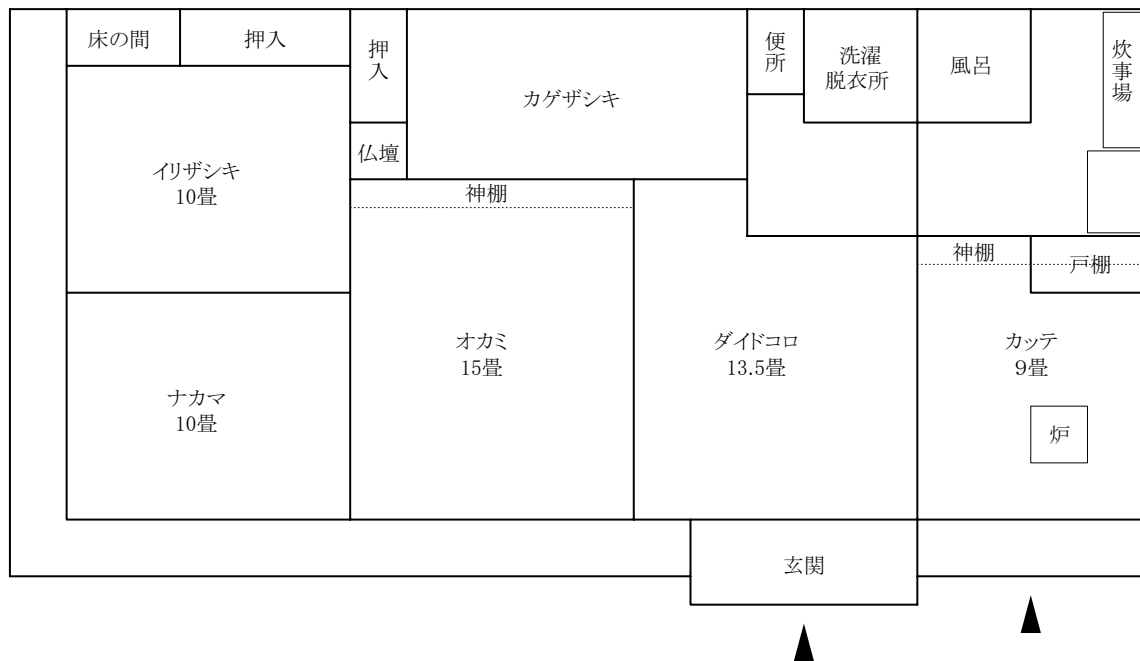 床の間
押入
押入
カゲザシキ
便所
洗濯
脱衣所
風呂
炊事場
仏壇
イリザシキ
10畳
神棚
神棚
戸棚
オカミ
15畳
ダイドコロ
13.5畳
カッテ
９畳
ナカマ
10畳
炉
玄関